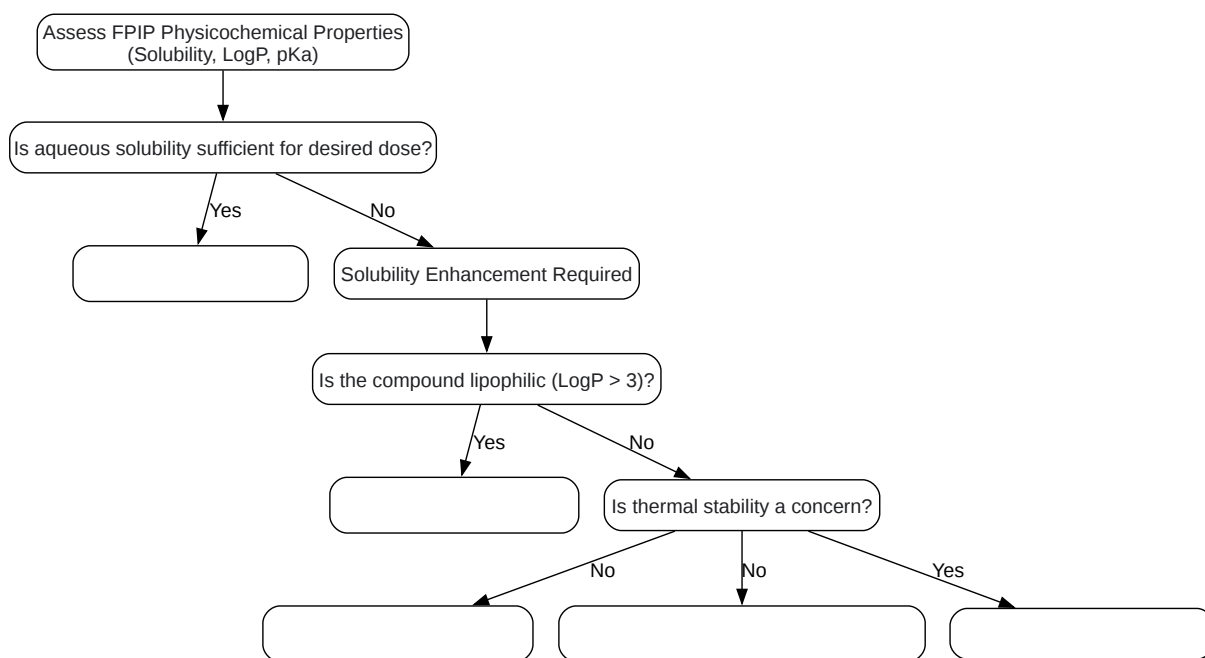 Assess FPIP Physicochemical Properties
(Solubility, LogP, pKa)
Is aqueous solubility sufficient for desired dose?
Yes
No
Solubility Enhancement Required
Is the compound lipophilic (LogP > 3)?
Yes
No
Is thermal stability a concern?
No
No
Yes